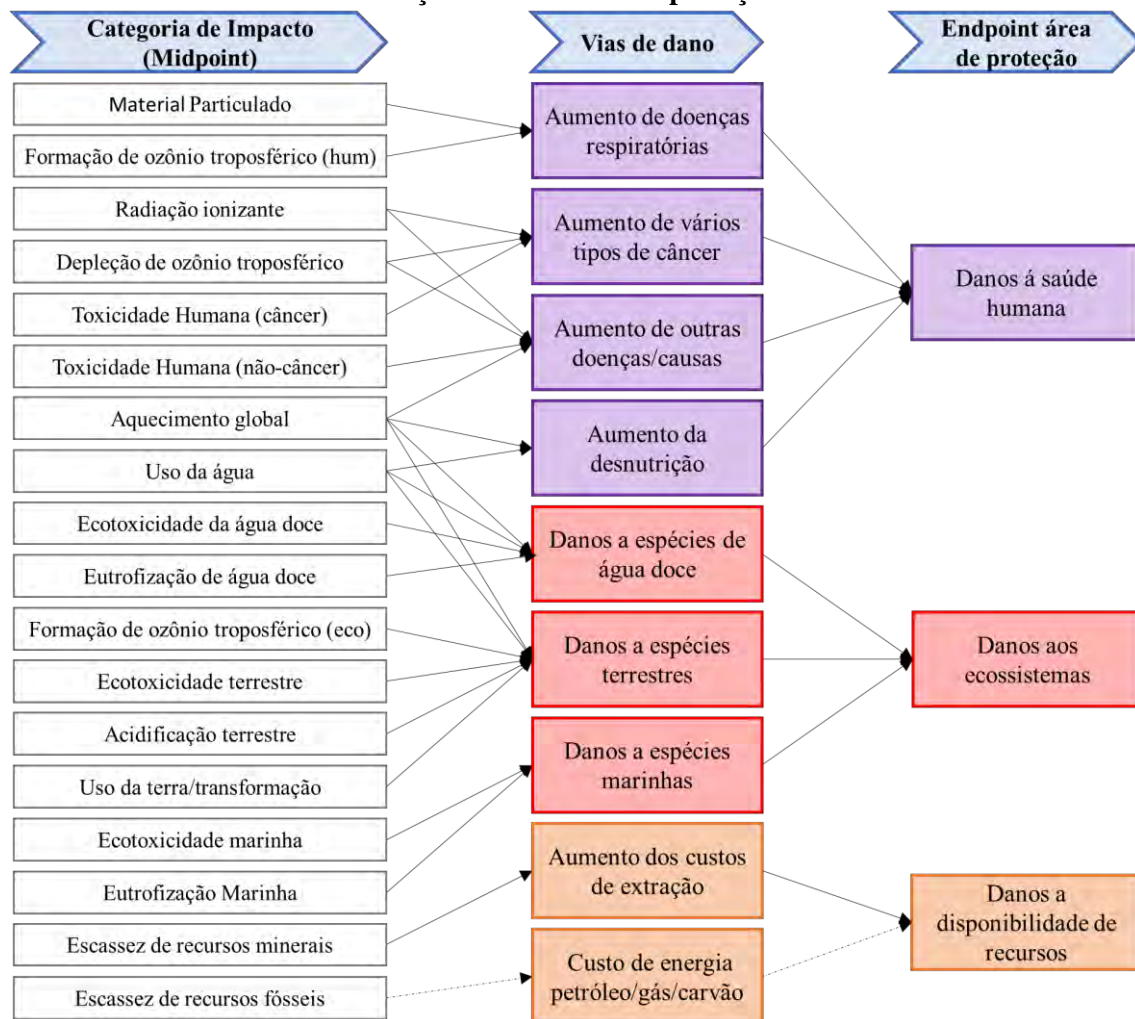 Categoria de Impacto
(Midpoint)
Vias de dano
Endpoint área
de proteção
Material Particulado
Formação de ozônio troposférico (hum)
Radiação ionizante
Depleção de ozônio troposférico
Toxicidade Humana (câncer)
Toxicidade Humana (não-câncer)
Aquecimento global
Uso da água
Ecotoxicidade da água doce
Eutrofização de água doce
Formação de ozônio troposférico (eco)
Ecotoxicidade terrestre
Acidificação terrestre
Uso da terra/transformação
Ecotoxicidade marinha
Eutrofização Marinha
Escassez de recursos minerais
Escassez de recursos fósseis
Aumento de doenças
respiratórias
Aumento de vários
tipos de câncer
Aumento de outras
doenças/causas
Aumento da
desnutrição
Danos a espécies de
água doce
Danos a espécies
terrestres
Danos a espécies
marinhas
Aumento dos custos
de extração
Custo de energia
petróleo/gás/carvão
Danos á saúde
humana
Danos aos
ecossistemas
Danos a
disponibilidade de
recursos